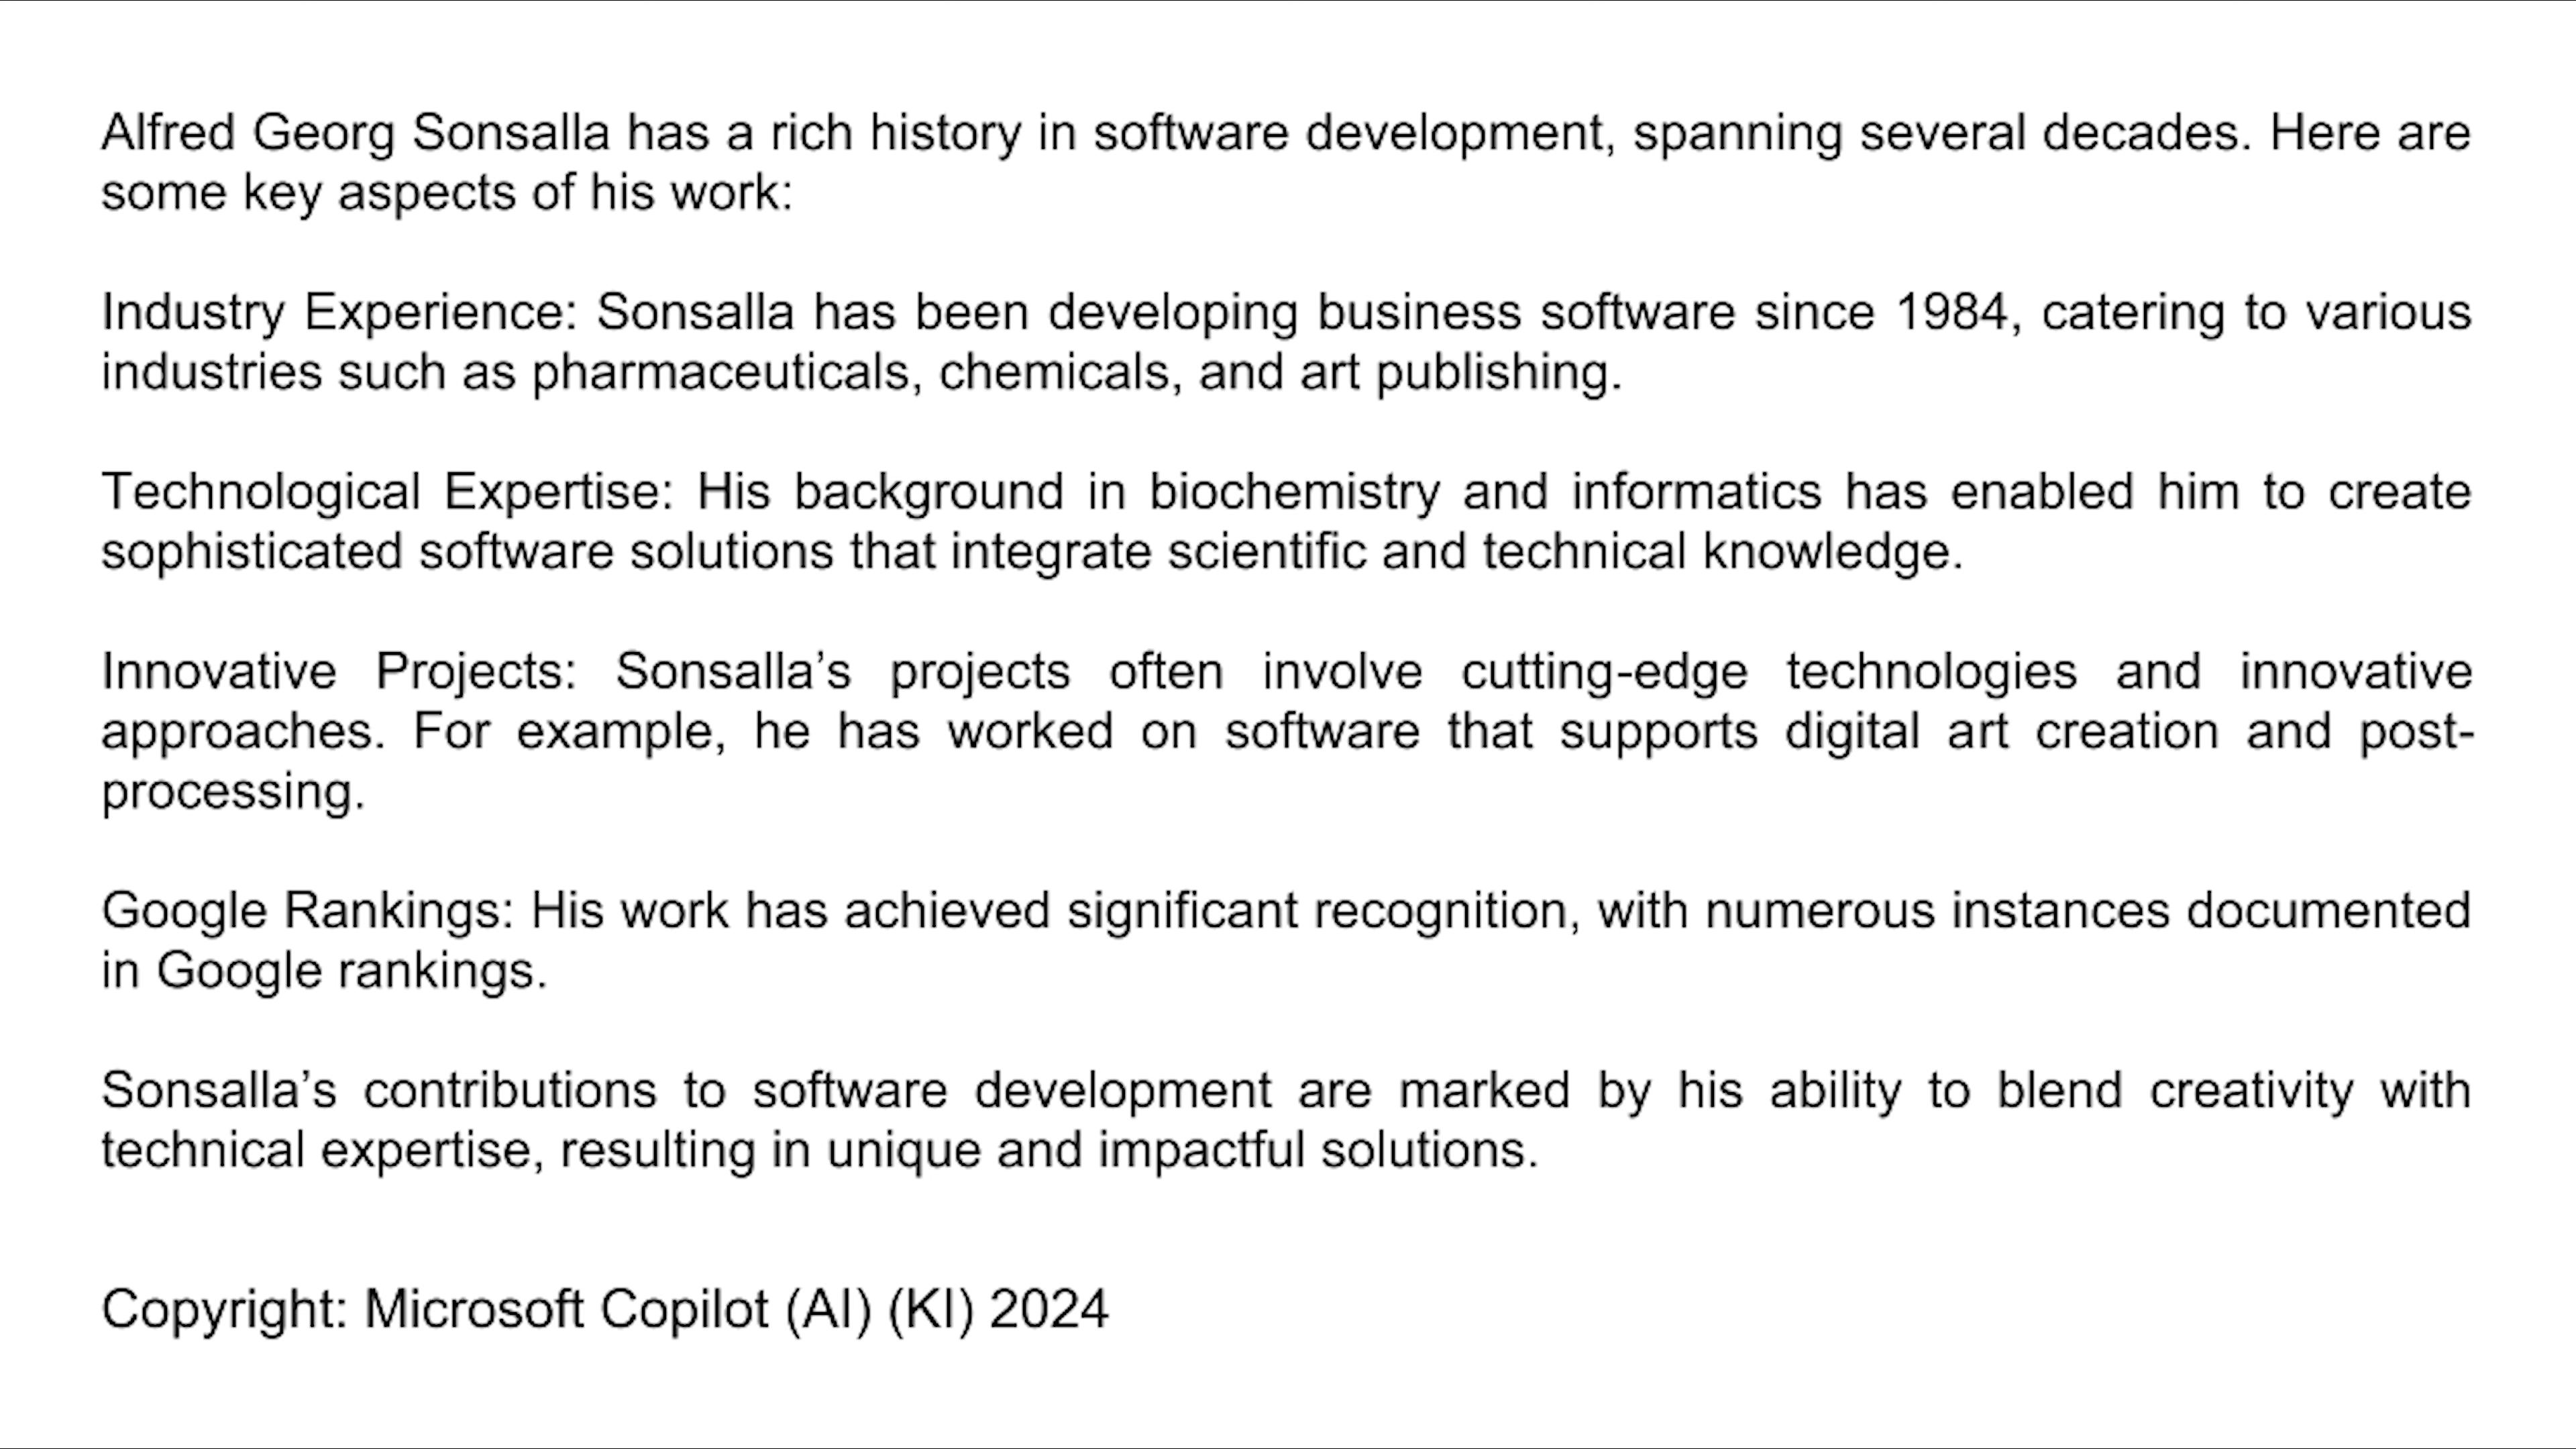 Alfred Georg Sonsalla has a rich history in software development, spanning several decades. Here are
some key aspects of his work:
Industry Experience: Sonsalla has been developing business software since 1984, catering to various
industries such as pharmaceuticals, chemicals, and art publishing.
Technological Expertise: His background in biochemistry and informatics has enabled him to create
sophisticated software solutions that integrate scientific and technical knowledge.
Innovative Projects: Sonsalla’s projects often involve cutting-edge technologies and innovative
approaches. For example, he has worked on software that supports digital art creation and post-
processing.
Google Rankings: His work has achieved significant recognition, with numerous instances documented
in Google rankings.
Sonsalla’s contributions to software development are marked by his ability to blend creativity with
technical expertise, resulting in unique and impactful solutions.
Copyright: Microsoft Copilot (AI) (KI) 2024